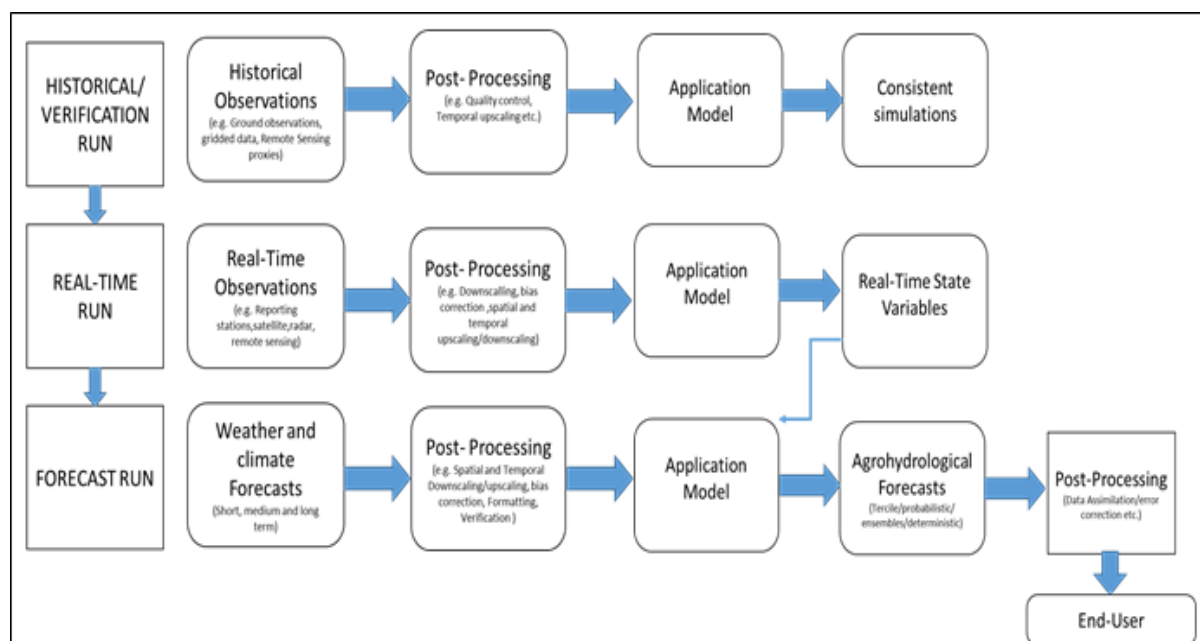 HISTORICAL/
VERIFICATION
RUN
Historical
Observations
(e.g. Ground observations,
gridded data, Remote Sensing
proxies)
Post- Processing
(e.g. Quality control,
Temporal upscaling etc.)
Application
Model
Consistent
simulations
REAL-TIME
RUN
Real-Time
Observations
(e.g. Reporting
stations,satellite,radar,
remote sensing)
Post- Processing
(e.g. Downscalling, bias
correction ,spatial and
temporal
upscaling/downscaling)
Application
Model
Real-Time State
Variables
FORECAST RUN
Weather and
climate
Forecasts
(Short, medium and long
term)
Post- Processing
(e.g. Spatial and Temporal
Downscaling/upscaling, bias
correction, Formatting,
Verification )
Application
Model
Agrohydrological
Forecasts
(Tercile/probabilistic/
ensembles/deterministic)
Post-Processing
(Data Assimilation/error
correction etc.)
End-User